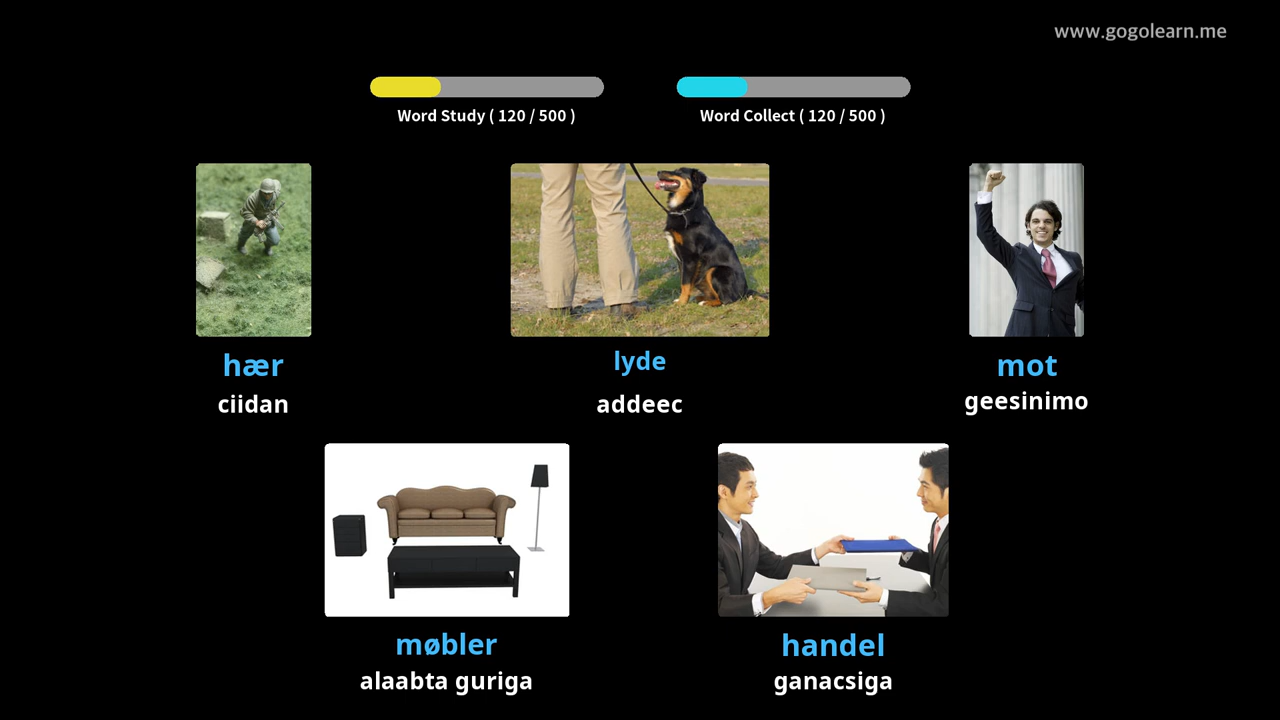 www.gogolearn.me
Word Study ( 120 / 500 )
Word Collect ( 120 / 500 )
hær
lyde
mot
ciidan
addeec
geesinimo
møbler
handel
alaabta guriga
ganacsiga